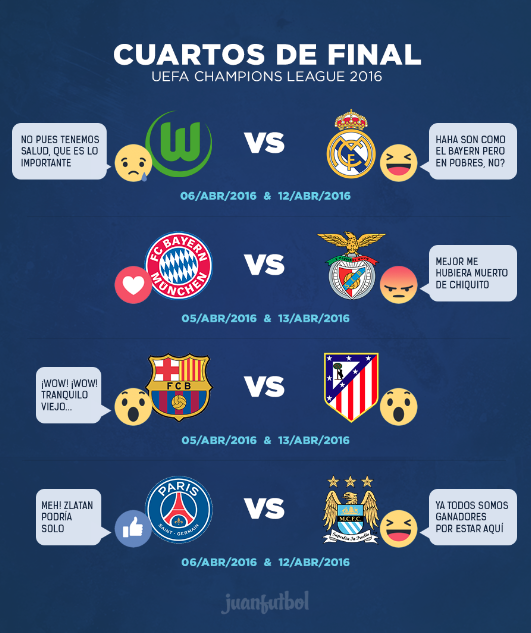 CUARTOS DE FINAL
UEFA CHAMPIONS LEAGUE 2016
NO PUES TENEMOS
SALUD, QUE ES LO
IMPORTANTE
VS
HAHA SON COMO
EL BAYERN PERO
EN POBRES, NO?
06/ABR/2016 & 12/ABR/2016
FC BAYERN
MÜNCHEN
VS
MEJOR ME
HUBIERA MUERTO
DE CHIQUITO
05/ABR/2016 & 13/ABR/2016
¡WOW! ¡WOW!
TRANQUILO
VIEJO...
FCB
VS
05/ABR/2016 & 13/ABR/2016
MEH! ZLATAN
PODRÍA
SOLO
PARIS
SAINT-GERMAIN
VS
M.C.F.C.
YA TODOS SOMOS
GANADORES
POR ESTAR AQUÍ
06/ABR/2016 & 12/ABR/2016
juanfutbol